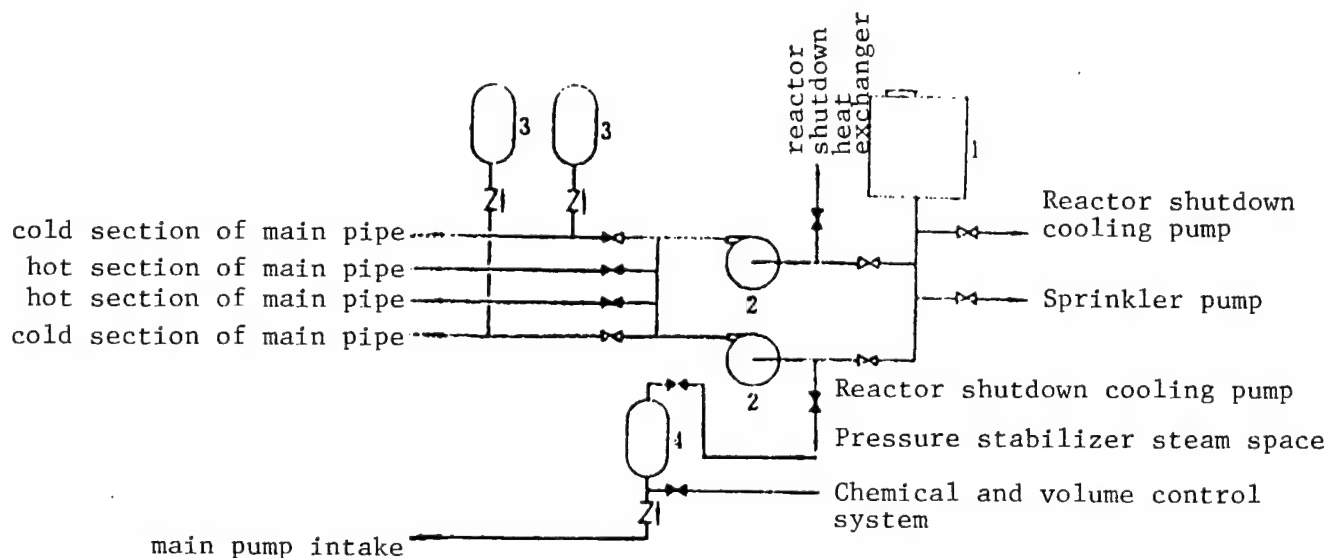 reactor
shutdown
heat
exchanger
3
3
1
cold section of main pipe
hot section of main pipe
hot section of main pipe
cold section of main pipe
2
2
Reactor shutdown
cooling pump
Sprinkler pump
Reactor shutdown cooling pump
4
Pressure stabilizer steam space
Chemical and volume control
system
main pump intake